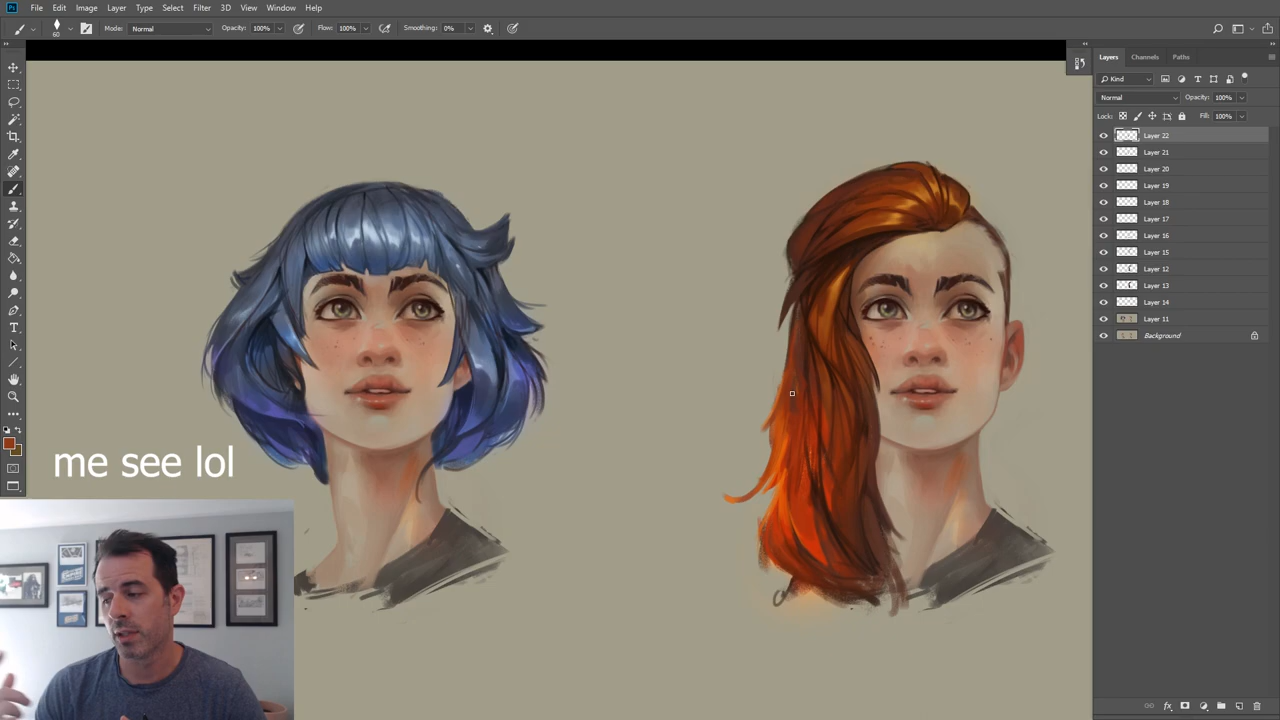 Ps File Edit Image Layer Type Select Filter 3D View Window Help
60 Mode: Normal Opacity: 100% Flow: 100% Smoothing: 0%
Layers Channels Paths
Kind
Normal Opacity: 100%
Lock: Fill: 100%
Layer 22
Layer 21
Layer 20
Layer 19
Layer 18
Layer 17
Layer 16
Layer 15
Layer 12
Layer 13
Layer 14
Layer 11
Background
me see lol